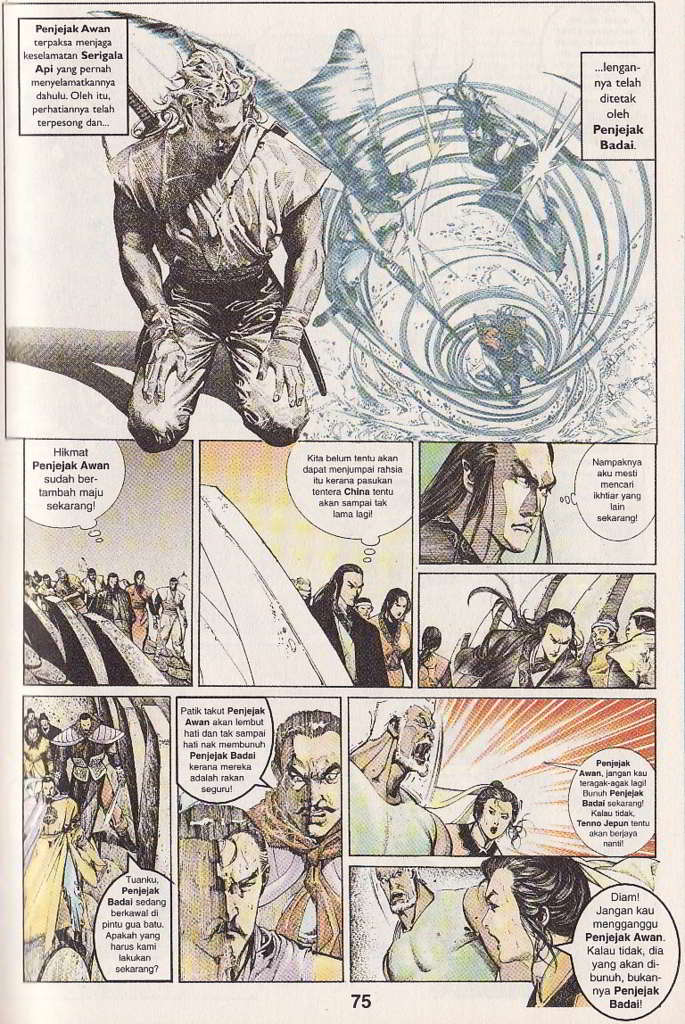 Penjejak Awan
terpaksa menjaga
keselamatan Serigala
Api yang pernah
menyelamatkannya
dahulu. Oleh itu,
perhatiannya telah
terpesong dan...
...lengan-
nya telah
ditetak
oleh
Penjejak
Badai.
Hikmat
Penjejak Awan
sudah ber-
tambah maju
sekarang!
Kita belum tentu akan
dapat menjumpai rahsia
itu kerana pasukan
tentera China tentu
akan sampai tak
lama lagi!
Nampaknya
aku mesti
mencari
ikhtiar yang
lain
sekarang!
Tuanku,
Penjejak
Badai sedang
berkawal di
pintu gua batu.
Apakah yang
harus kami
lakukan
sekarang?
Patik takut Penjejak
Awan akan lembut
hati dan tak sampai
hati nak membunuh
Penjejak Badai
kerana mereka
adalah rakan
seguru!
Penjejak
Awan, jangan kau
teragak-agak lagi!
Bunuh Penjejak
Badai sekarang!
Kalau tidak,
Tenno Jepun tentu
akan berjaya
nanti!
Diam!
Jangan kau
mengganggu
Penjejak Awan.
Kalau tidak, dia
yang akan di-
bunuh, bukan-
nya Penjejak
Badai!
75